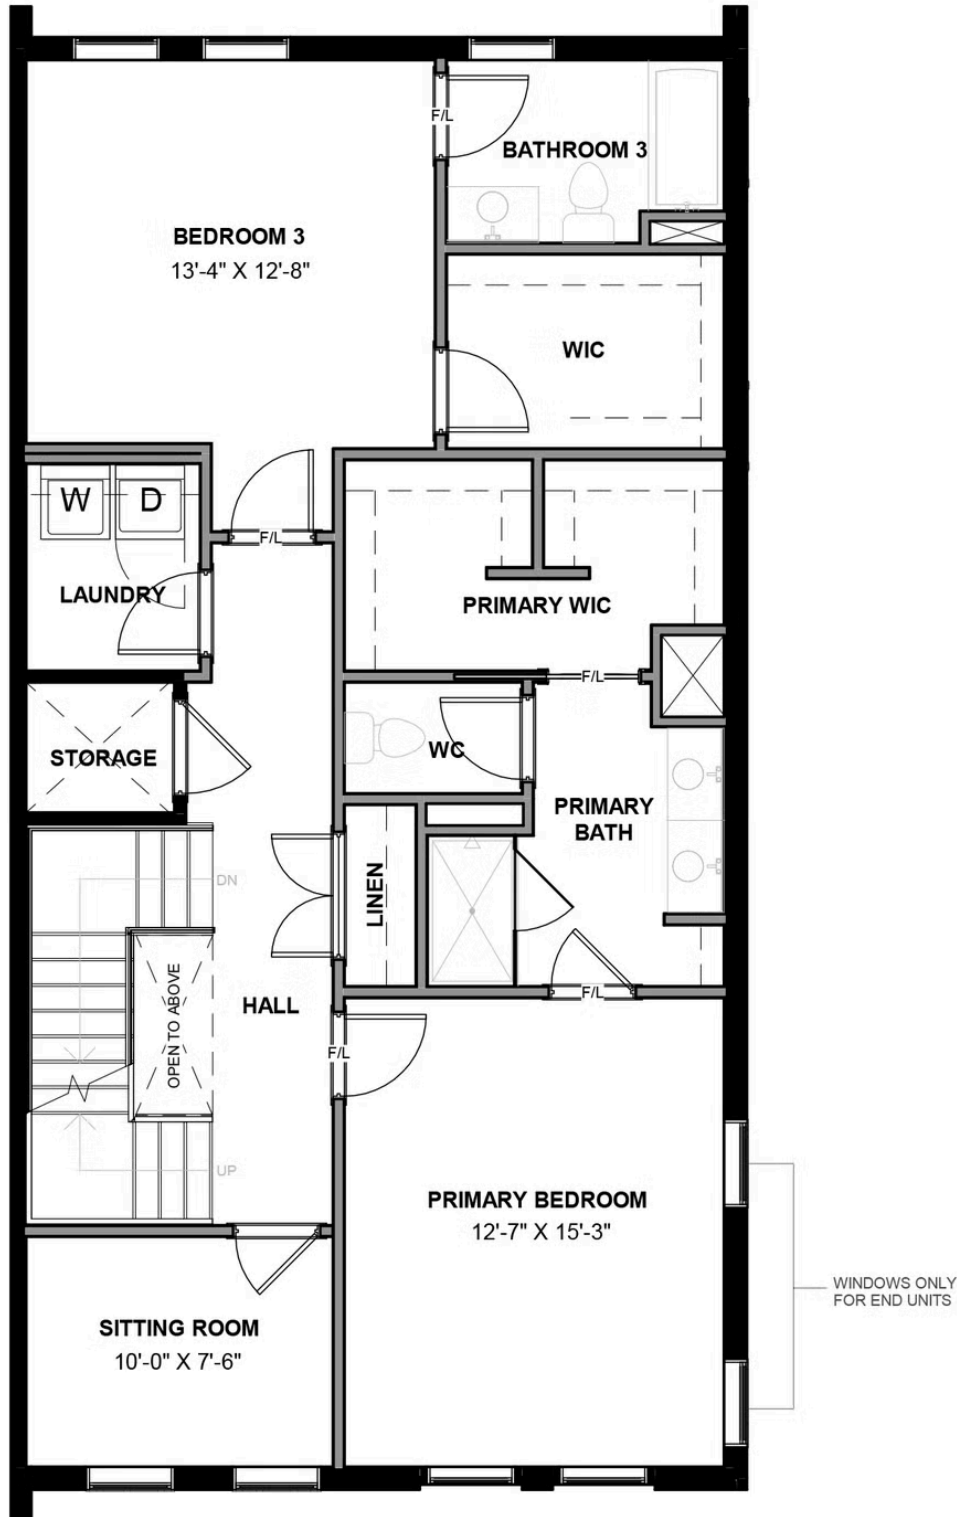 F/L
BATHROOM 3
BEDROOM 3
13'-4" X 12'-8"
WIC
W
D
F/L
LAUNDRY
PRIMARY WIC
F/L
STORAGE
WC
PRIMARY
BATH
DN
LINEN
OPEN TO ABOVE
HALL
F/L
F/L
UP
PRIMARY BEDROOM
12'-7" X 15'-3"
WINDOWS ONLY
FOR END UNITS
SITTING ROOM
10'-0" X 7'-6"